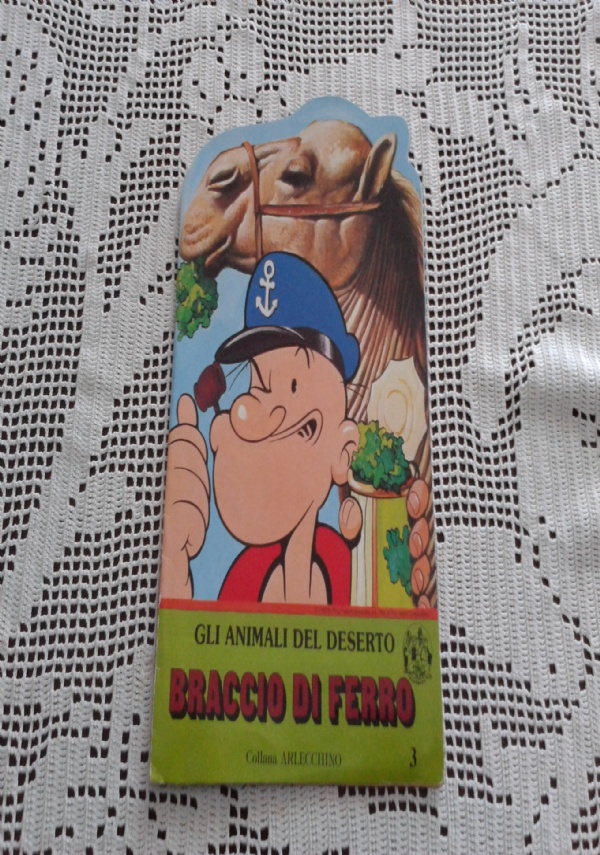 GLI ANIMALI DEL DESERTO
BRACCIO DI FERRO
Collana ARLECCHINO
3